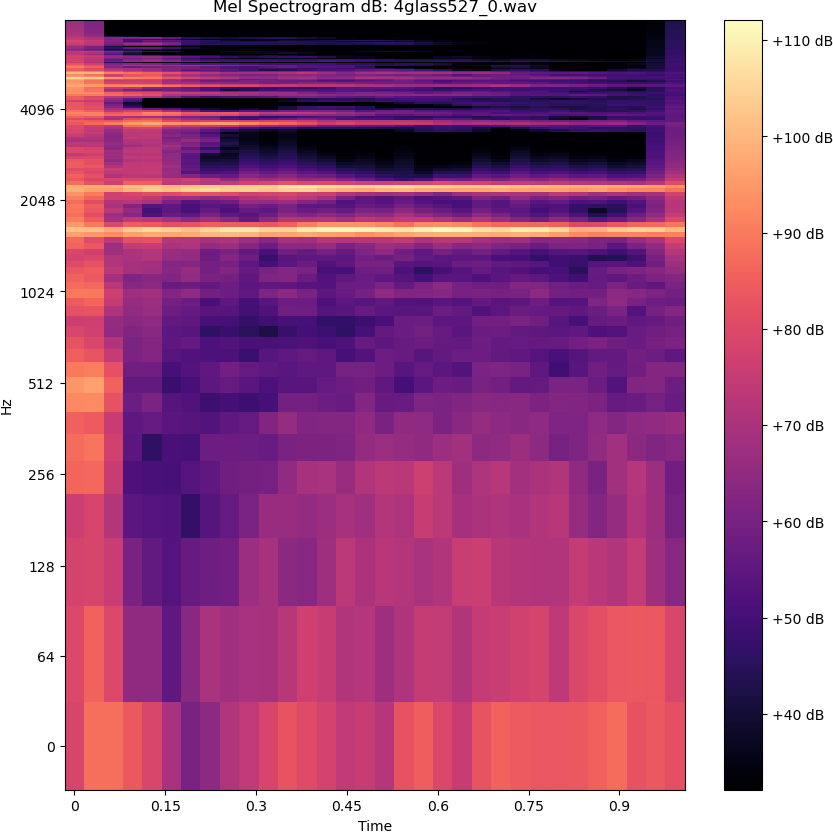 Mel Spectrogram dB: 4glass527_0.wav
+110 dB
4096
+100 dB
2048
+90 dB
1024
+80 dB
512
Hz
+70 dB
256
+60 dB
128
+50 dB
64
+40 dB
0
0 0.15 0.3 0.45 0.6 0.75 0.9
Time